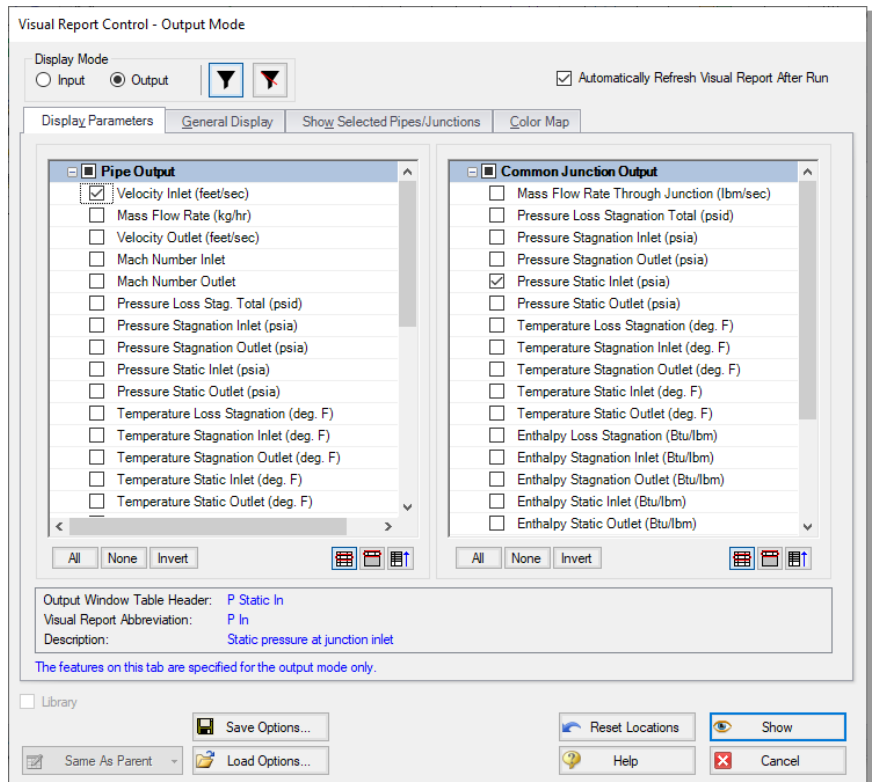 Visual Report Control - Output Mode
Display Mode
Input
Output
Automatically Refresh Visual Report After Run
Display Parameters
General Display
Show Selected Pipes/Junctions
Color Map
Pipe Output
Velocity Inlet (feet/sec)
Mass Flow Rate (kg/hr)
Velocity Outlet (feet/sec)
Mach Number Inlet
Mach Number Outlet
Pressure Loss Stag. Total (psid)
Pressure Stagnation Inlet (psia)
Pressure Stagnation Outlet (psia)
Pressure Static Inlet (psia)
Pressure Static Outlet (psia)
Temperature Loss Stagnation (deg. F)
Temperature Stagnation Inlet (deg. F)
Temperature Stagnation Outlet (deg. F)
Temperature Static Inlet (deg. F)
Temperature Static Outlet (deg. F)
All
None
Invert
Common Junction Output
Mass Flow Rate Through Junction (lbm/sec)
Pressure Loss Stagnation Total (psid)
Pressure Stagnation Inlet (psia)
Pressure Stagnation Outlet (psia)
Pressure Static Inlet (psia)
Pressure Static Outlet (psia)
Temperature Loss Stagnation (deg. F)
Temperature Stagnation Inlet (deg. F)
Temperature Stagnation Outlet (deg. F)
Temperature Static Inlet (deg. F)
Temperature Static Outlet (deg. F)
Enthalpy Loss Stagnation (Btu/lbm)
Enthalpy Stagnation Inlet (Btu/lbm)
Enthalpy Stagnation Outlet (Btu/lbm)
Enthalpy Static Inlet (Btu/lbm)
Enthalpy Static Outlet (Btu/lbm)
All
None
Invert
Output Window Table Header: P Static In
Visual Report Abbreviation: P In
Description: Static pressure at junction inlet
The features on this tab are specified for the output mode only.
Library
Save Options...
Reset Locations
Show
Same As Parent
Load Options...
Help
Cancel